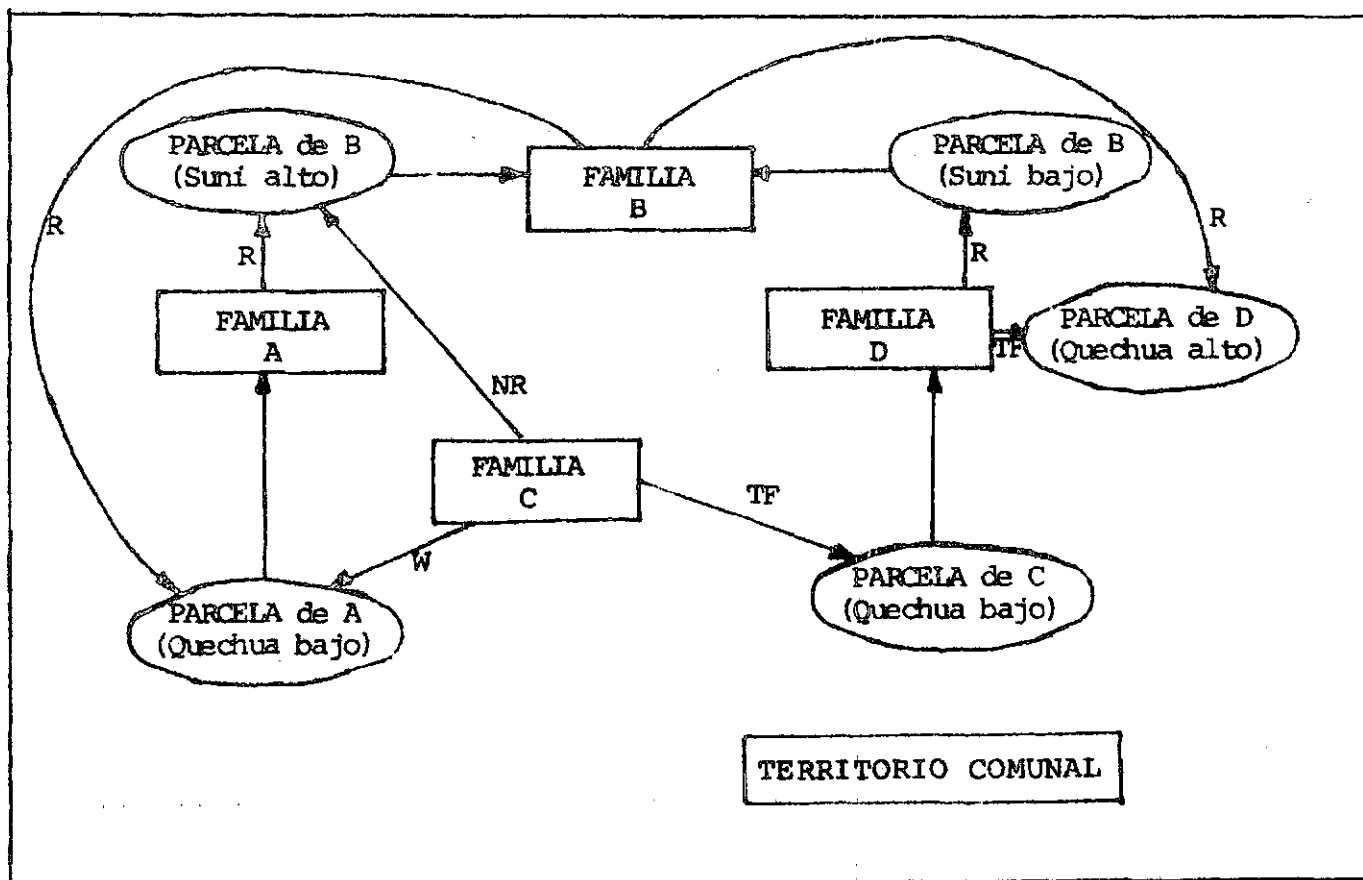 PARCELA de B
(Suni alto)
FAMILIA
B
PARCELA de B
(Suni bajo)
R
R
R
R
FAMILIA
A
FAMILIA
D
TF
PARCELA de D
(Quechua alto)
NR
FAMILIA
C
TF
W
PARCELA de A
(Quechua bajo)
PARCELA de C
(Quechua bajo)
TERRITORIO COMUNAL